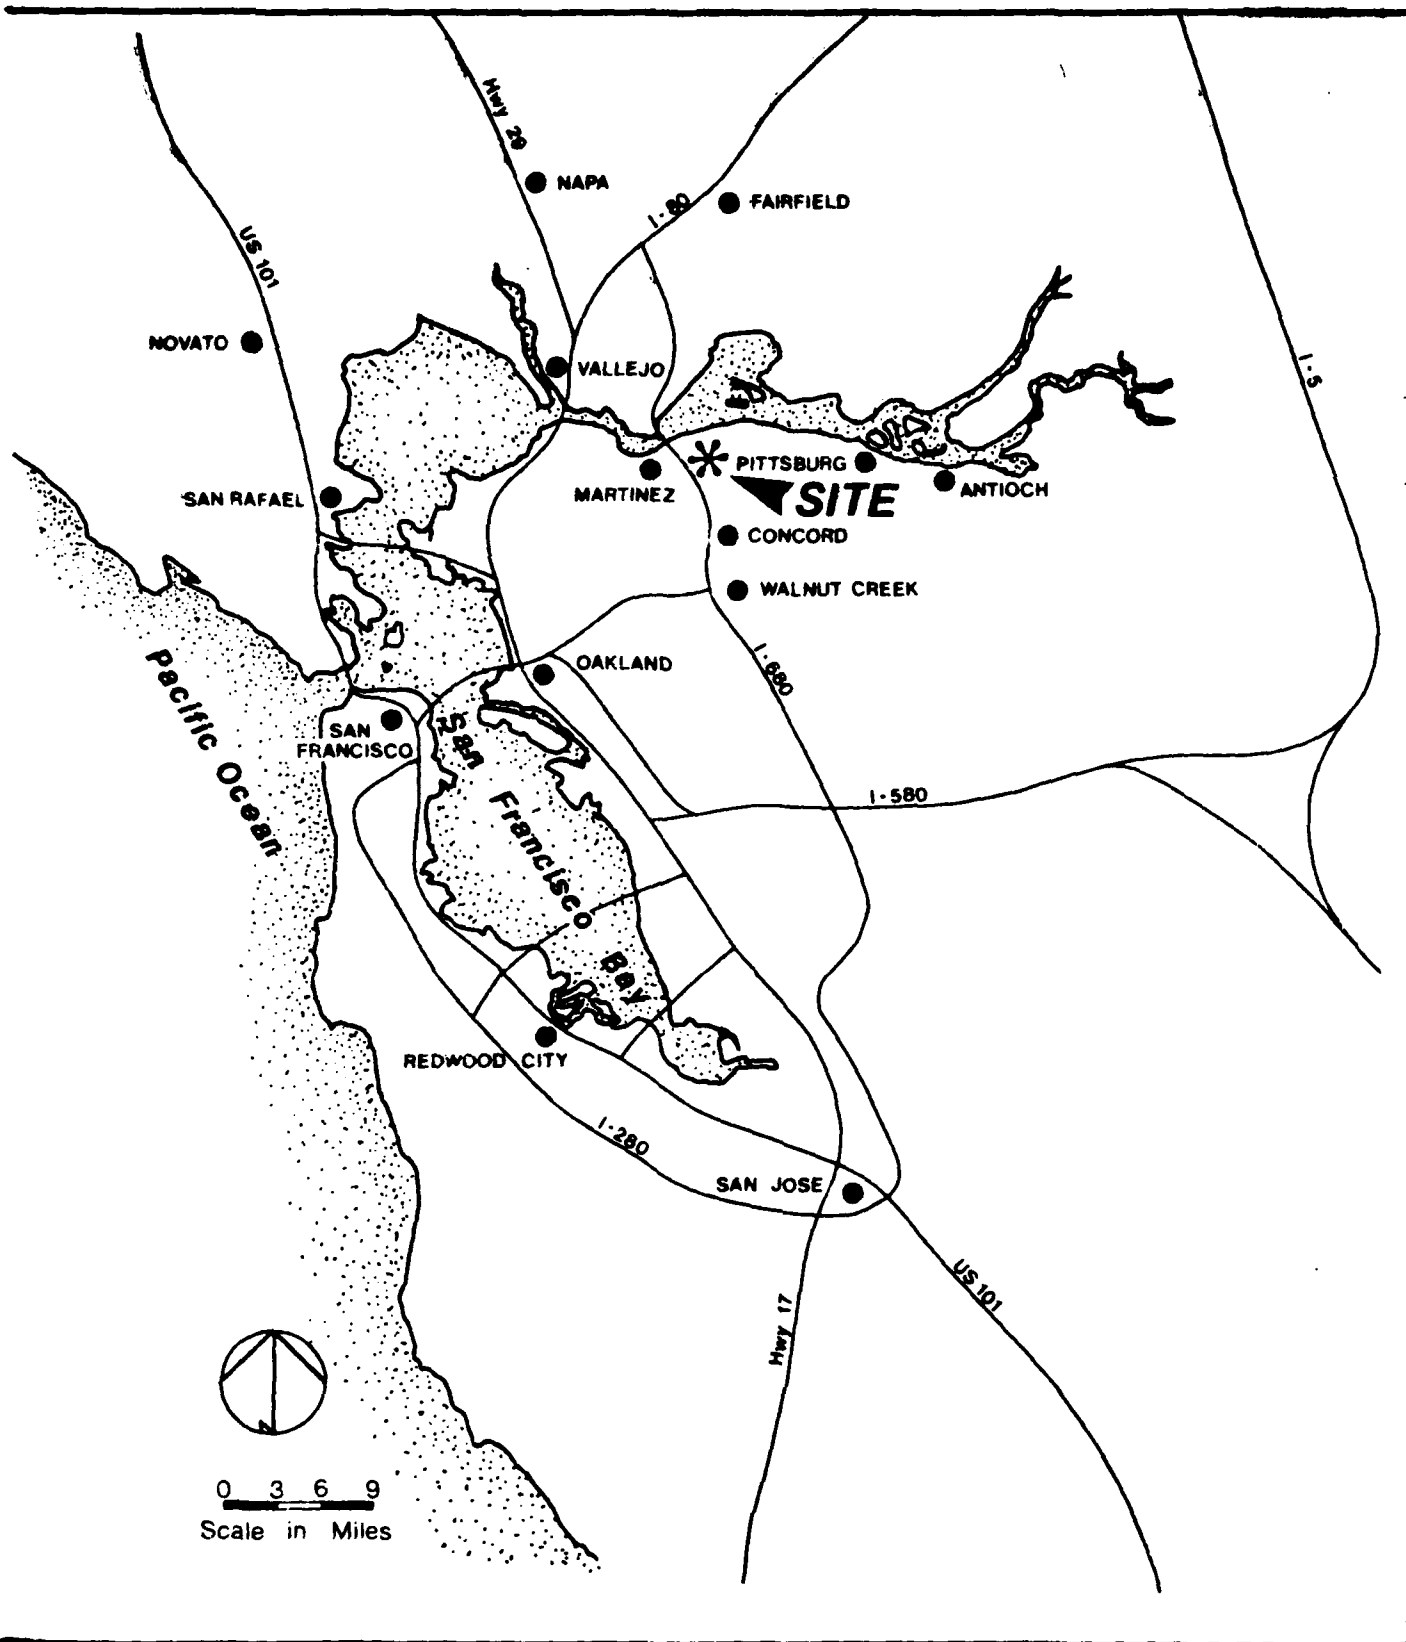 Hwy 29
NAPA
I-80
FAIRFIELD
US 101
NOVATO
VALLEJO
I-5
PITTSBURG
SAN RAFAEL
MARTINEZ
SITE
ANTIOCH
CONCORD
WALNUT CREEK
Pacific Ocean
OAKLAND
I-680
SAN
FRANCISCO
San Francisco Bay
I-580
REDWOOD CITY
I-280
SAN JOSE
US 101
Hwy 17
N
0 3 6 9
Scale in Miles